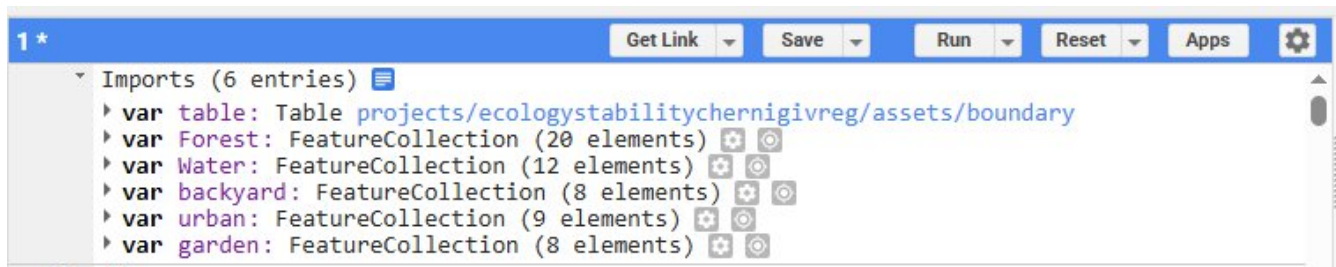 1 * Get Link Save Run Reset Apps
Imports (6 entries)
var table: Table projects/ecologystabilitychernigivreg/assets/boundary
var Forest: FeatureCollection (20 elements)
var Water: FeatureCollection (12 elements)
var backyard: FeatureCollection (8 elements)
var urban: FeatureCollection (9 elements)
var garden: FeatureCollection (8 elements)